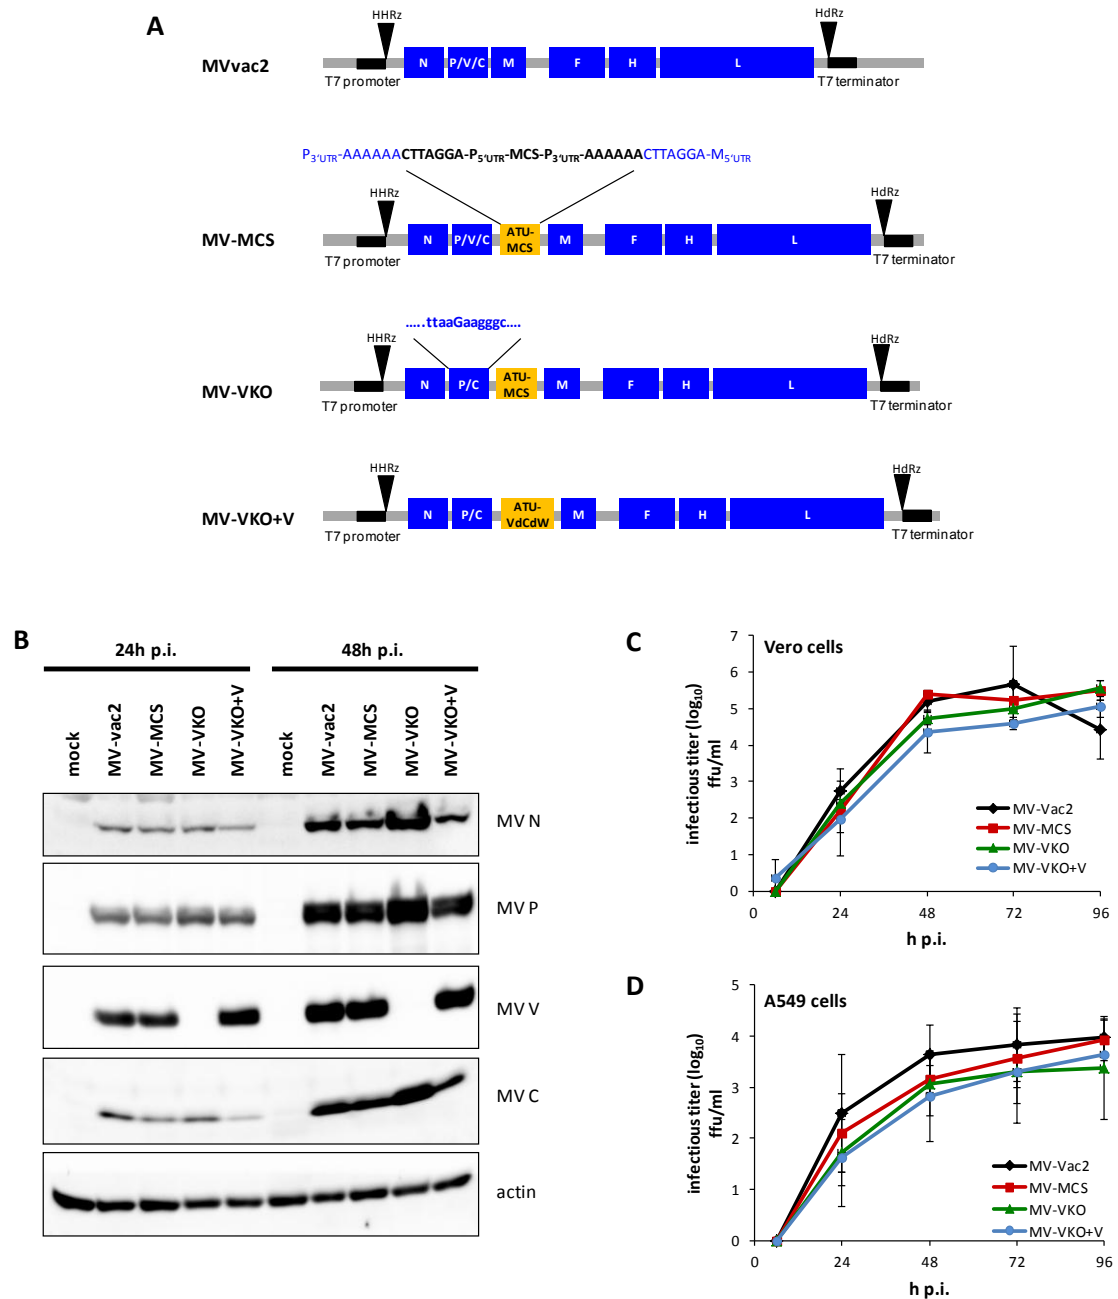 A
HHRz HdRz
MVvac2 N P/V/C M F H L
T7 promoter T7 terminator
P3'UTR-AAAAAACTTAGGA-P5'UTR-MCS-P3'UTR-AAAAAACTTAGGA-M5'UTR
HHRz HdRz
MV-MCS N P/V/C ATU-MCS M F H L
T7 promoter T7 terminator
.....ttaaGaagggc....
HHRz HdRz
MV-VKO N P/C ATU-MCS M F H L
T7 promoter T7 terminator
HHRz HdRz
MV-VKO+V N P/C ATU-VdCdW M F H L
T7 promoter T7 terminator
B
24h p.i. 48h p.i.
mock MV-vac2 MV-MCS MV-VKO MV-VKO+V mock MV-vac2 MV-MCS MV-VKO MV-VKO+V
MV N
MV P
MV V
MV C
actin
C
Vero cells
infectious titer (log10)
ffu/ml
7
6
5
4
3
2
1
0
0 24 48 72 96
h p.i.
MV-Vac2
MV-MCS
MV-VKO
MV-VKO+V
D
A549 cells
infectious titer (log10)
ffu/ml
5
4
3
2
1
0
0 24 48 72 96
h p.i.
MV-Vac2
MV-MCS
MV-VKO
MV-VKO+V